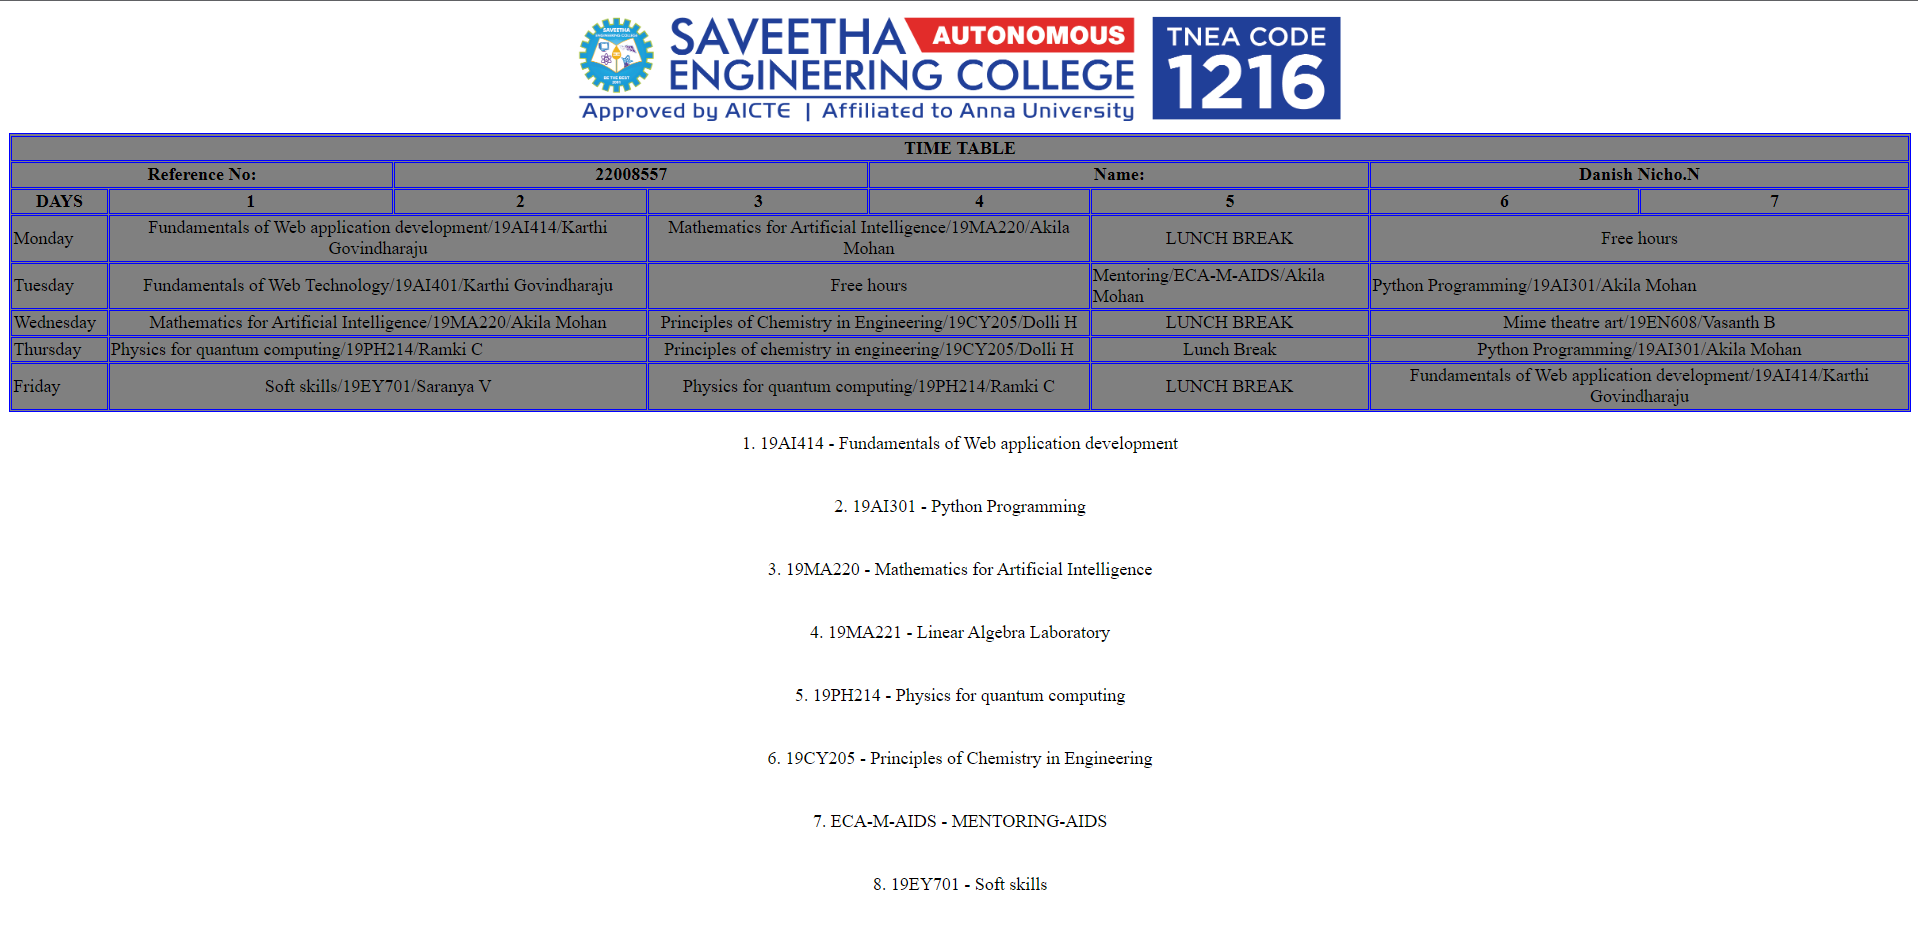 SAVEETHA AUTONOMOUS
ENGINEERING COLLEGE
Approved by AICTE | Affiliated to Anna University
TNEA CODE
1216
SAVEETHA
ENGINEERING COLLEGE
BE THE BEST
TIME TABLE
Reference No: 22008557 Name: Danish Nicho.N
DAYS 1 2 3 4 5 6 7
Monday Fundamentals of Web application development/19AI414/Karthi Govindharaju Mathematics for Artificial Intelligence/19MA220/Akila Mohan LUNCH BREAK Free hours
Tuesday Fundamentals of Web Technology/19AI401/Karthi Govindharaju Free hours Mentoring/ECA-M-AIDS/Akila Mohan Python Programming/19AI301/Akila Mohan
Wednesday Mathematics for Artificial Intelligence/19MA220/Akila Mohan Principles of Chemistry in Engineering/19CY205/Dolli H LUNCH BREAK Mime theatre art/19EN608/Vasanth B
Thursday Physics for quantum computing/19PH214/Ramki C Principles of chemistry in engineering/19CY205/Dolli H Lunch Break Python Programming/19AI301/Akila Mohan
Friday Soft skills/19EY701/Saranya V Physics for quantum computing/19PH214/Ramki C LUNCH BREAK Fundamentals of Web application development/19AI414/Karthi Govindharaju
1. 19AI414 - Fundamentals of Web application development
2. 19AI301 - Python Programming
3. 19MA220 - Mathematics for Artificial Intelligence
4. 19MA221 - Linear Algebra Laboratory
5. 19PH214 - Physics for quantum computing
6. 19CY205 - Principles of Chemistry in Engineering
7. ECA-M-AIDS - MENTORING-AIDS
8. 19EY701 - Soft skills